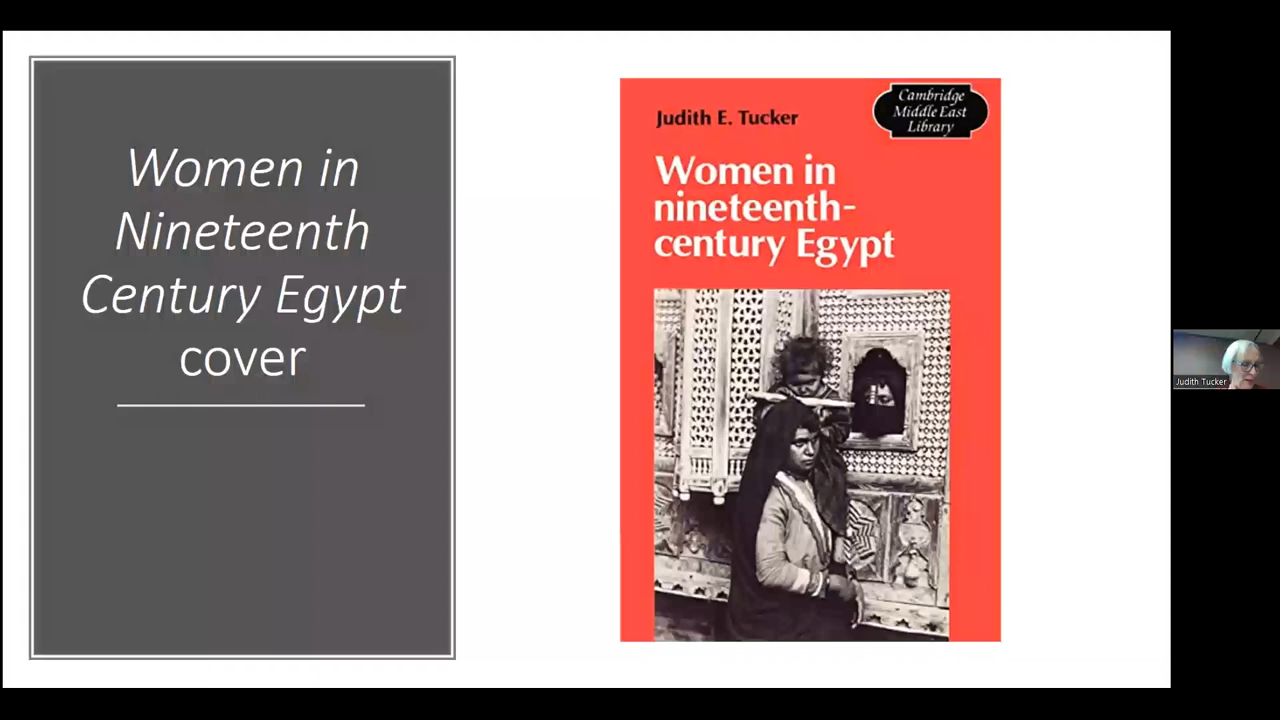 Women in
Nineteenth
Century Egypt
cover
Judith E. Tucker
Cambridge
Middle East
Library
Women in
nineteenth-
century Egypt
Judith Tucker